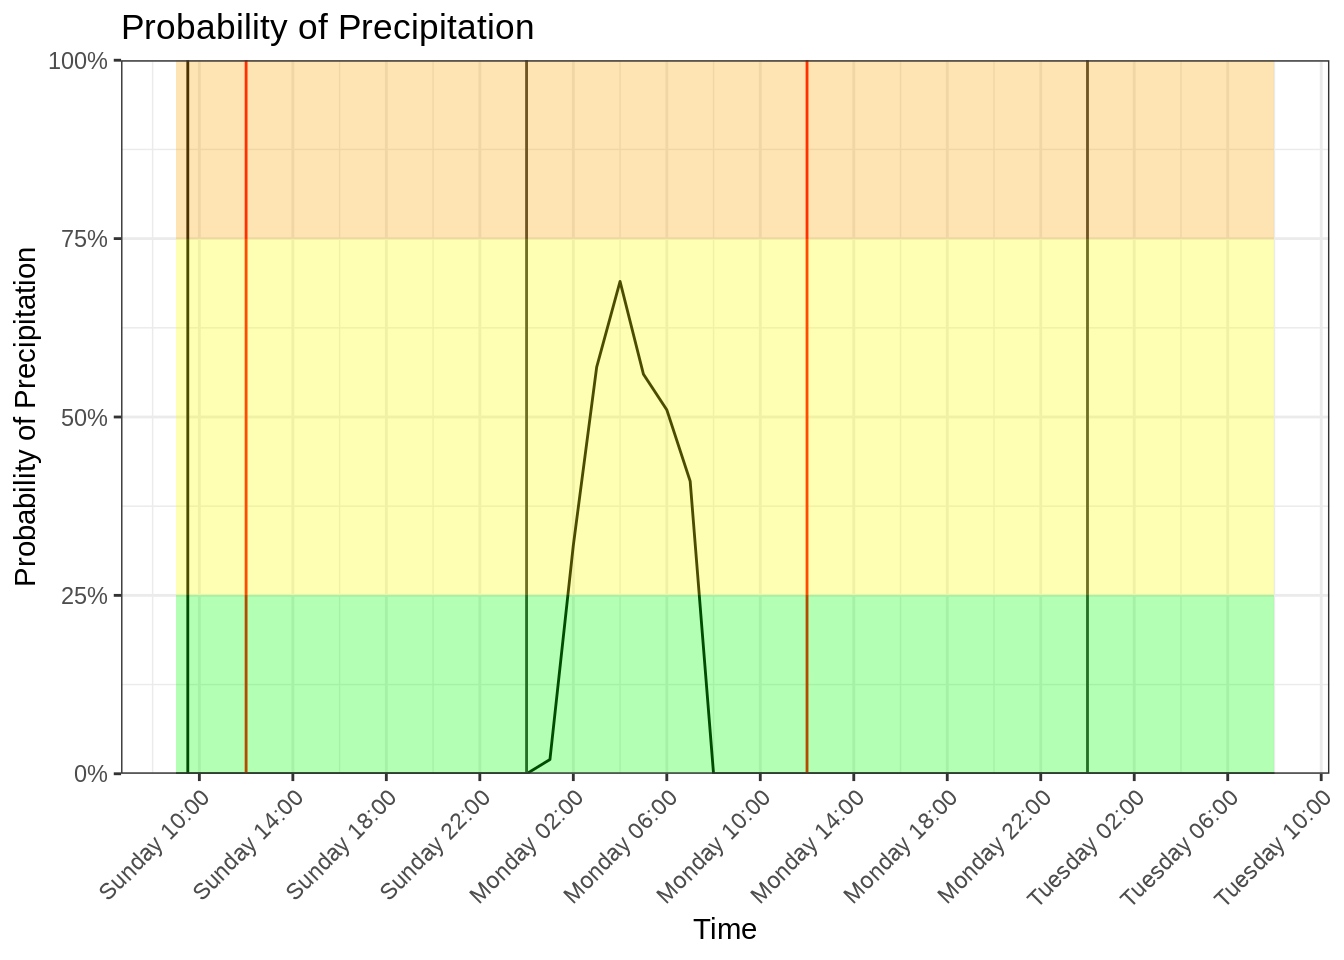 Probability of Precipitation
Probability of Precipitation
100%
75%
50%
25%
0%
Sunday 10:00
Sunday 14:00
Sunday 18:00
Sunday 22:00
Monday 02:00
Monday 06:00
Monday 10:00
Monday 14:00
Monday 18:00
Monday 22:00
Tuesday 02:00
Tuesday 06:00
Tuesday 10:00
Time